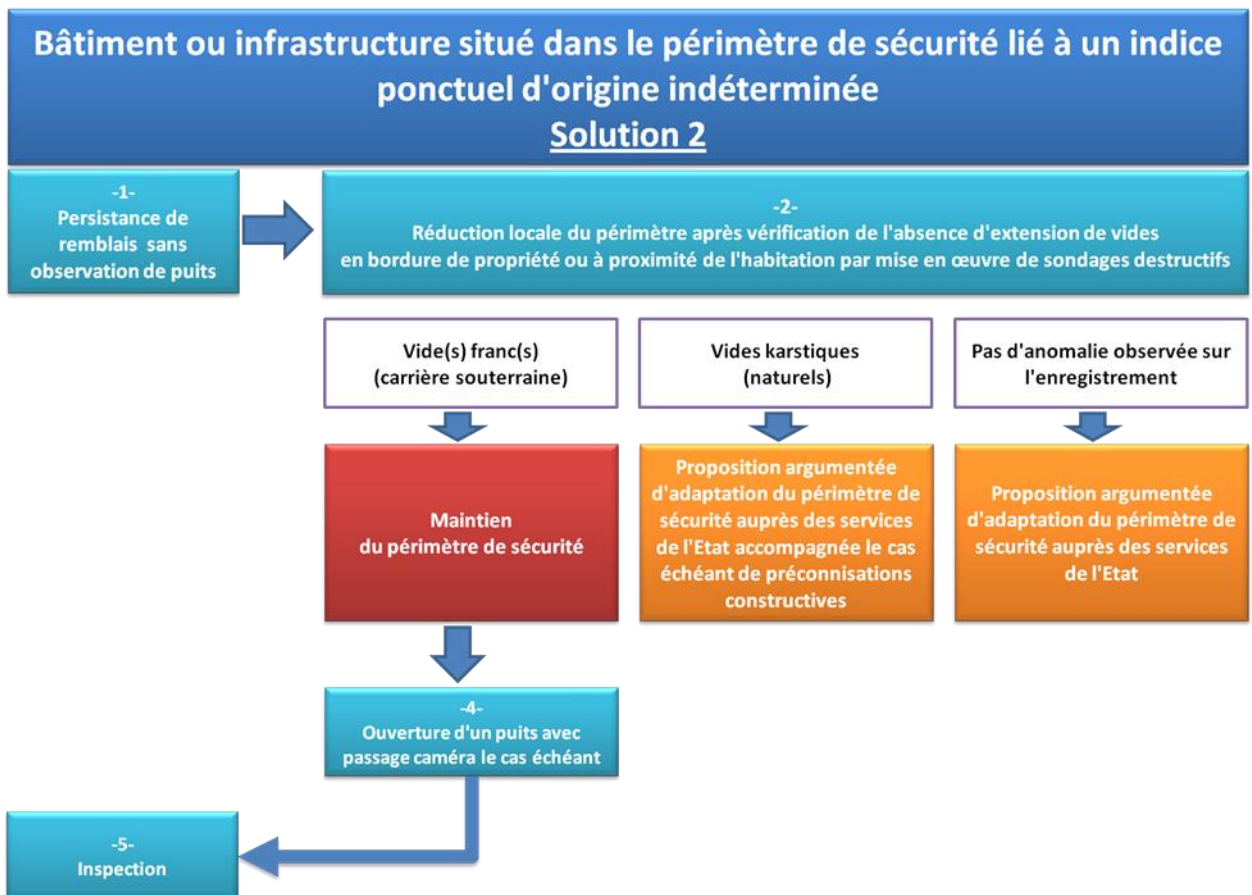 Bâtiment ou infrastructure situé dans le périmètre de sécurité lié à un indice
ponctuel d'origine indéterminée
Solution 2
-1-
Persistance de
remblais sans
observation de puits
-2-
Réduction locale du périmètre après vérification de l'absence d'extension de vides
en bordure de propriété ou à proximité de l'habitation par mise en œuvre de sondages destructifs
Vide(s) franc(s)
(carrière souterraine)
Vides karstiques
(naturels)
Pas d'anomalie observée sur
l'enregistrement
Maintien
du périmètre de sécurité
Proposition argumentée
d'adaptation du périmètre de
sécurité auprès des services
de l'Etat accompagnée le cas
échéant de préconnisations
constructives
Proposition argumentée
d'adaptation du périmètre de
sécurité auprès des services
de l'Etat
-4-
Ouverture d'un puits avec
passage caméra le cas échéant
-5-
Inspection